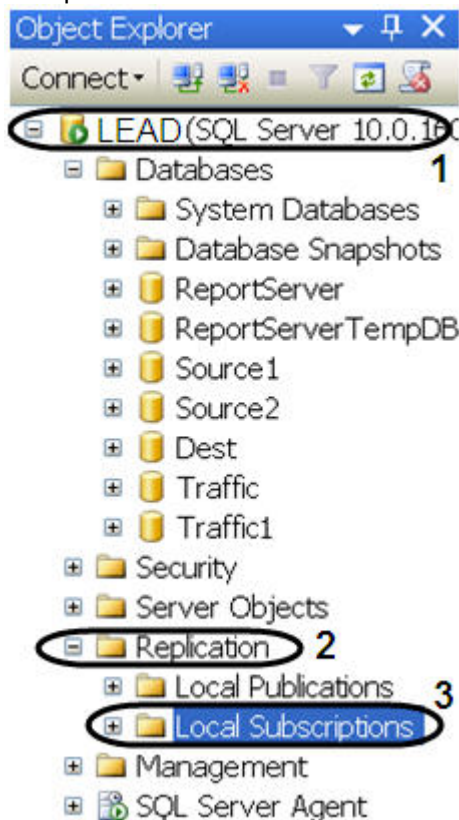 Object Explorer
Connect
LEAD (SQL Server 10.0.160
1
Databases
System Databases
Database Snapshots
ReportServer
ReportServerTempDB
Source1
Source2
Dest
Traffic
Traffic1
Security
Server Objects
Replication 2
Local Publications
3
Local Subscriptions
Management
SQL Server Agent